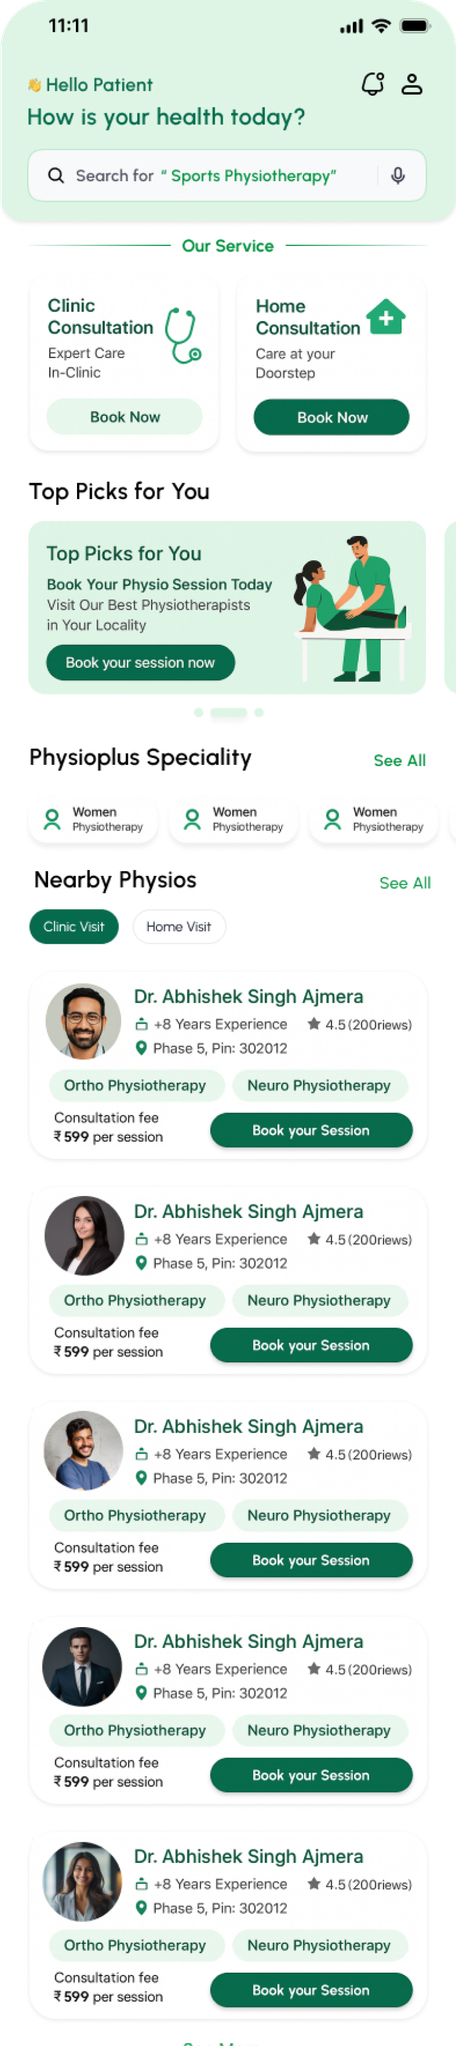 11:11
👋 Hello Patient
How is your health today?
Search for “ Sports Physiotherapy”
Our Service
Clinic
Consultation
Expert Care
In-Clinic
Book Now
Home
Consultation
Care at your
Doorstep
Book Now
Top Picks for You
Top Picks for You
Book Your Physio Session Today
Visit Our Best Physiotherapists
in Your Locality
Book your session now
Physioplus Speciality
See All
Women
Physiotherapy
Women
Physiotherapy
Women
Physiotherapy
Nearby Physios
See All
Clinic Visit
Home Visit
Dr. Abhishek Singh Ajmera
+8 Years Experience ★ 4.5 (200riews)
Phase 5, Pin: 302012
Ortho Physiotherapy Neuro Physiotherapy
Consultation fee
₹ 599 per session
Book your Session
Dr. Abhishek Singh Ajmera
+8 Years Experience ★ 4.5 (200riews)
Phase 5, Pin: 302012
Ortho Physiotherapy Neuro Physiotherapy
Consultation fee
₹ 599 per session
Book your Session
Dr. Abhishek Singh Ajmera
+8 Years Experience ★ 4.5 (200riews)
Phase 5, Pin: 302012
Ortho Physiotherapy Neuro Physiotherapy
Consultation fee
₹ 599 per session
Book your Session
Dr. Abhishek Singh Ajmera
+8 Years Experience ★ 4.5 (200riews)
Phase 5, Pin: 302012
Ortho Physiotherapy Neuro Physiotherapy
Consultation fee
₹ 599 per session
Book your Session
Dr. Abhishek Singh Ajmera
+8 Years Experience ★ 4.5 (200riews)
Phase 5, Pin: 302012
Ortho Physiotherapy Neuro Physiotherapy
Consultation fee
₹ 599 per session
Book your Session